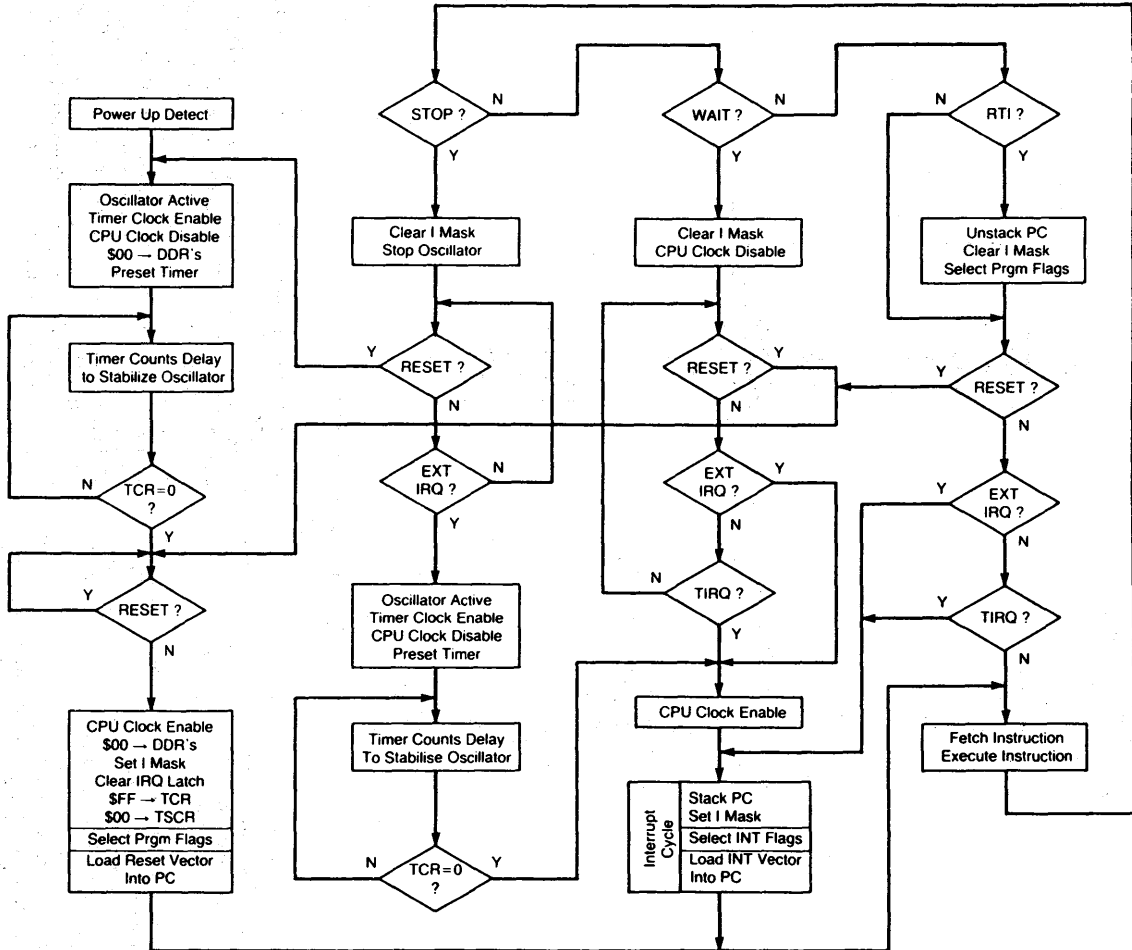 Power Up Detect
Oscillator Active
Timer Clock Enable
CPU Clock Disable
$00 → DDR's
Preset Timer
Timer Counts Delay
to Stabilize Oscillator
N
TCR=0
?
Y
Y
RESET ?
N
CPU Clock Enable
$00 → DDR's
Set I Mask
Clear IRQ Latch
$FF → TCR
$00 → TSCR
Select Prgm Flags
Load Reset Vector
Into PC
STOP ?
N
Y
Clear I Mask
Stop Oscillator
Y
RESET ?
N
EXT
IRQ ?
N
Y
Oscillator Active
Timer Clock Enable
CPU Clock Disable
Preset Timer
Timer Counts Delay
To Stabilise Oscillator
N
TCR=0
?
Y
WAIT ?
N
Y
Clear I Mask
CPU Clock Disable
RESET ?
Y
N
EXT
IRQ ?
Y
N
N
TIRQ ?
Y
CPU Clock Enable
Interrupt
Cycle
Stack PC
Set I Mask
Select INT Flags
Load INT Vector
Into PC
N
RTI ?
Y
Unstack PC
Clear I Mask
Select Prgm Flags
Y
RESET ?
N
Y
EXT
IRQ ?
N
Y
TIRQ ?
N
Fetch Instruction
Execute Instruction